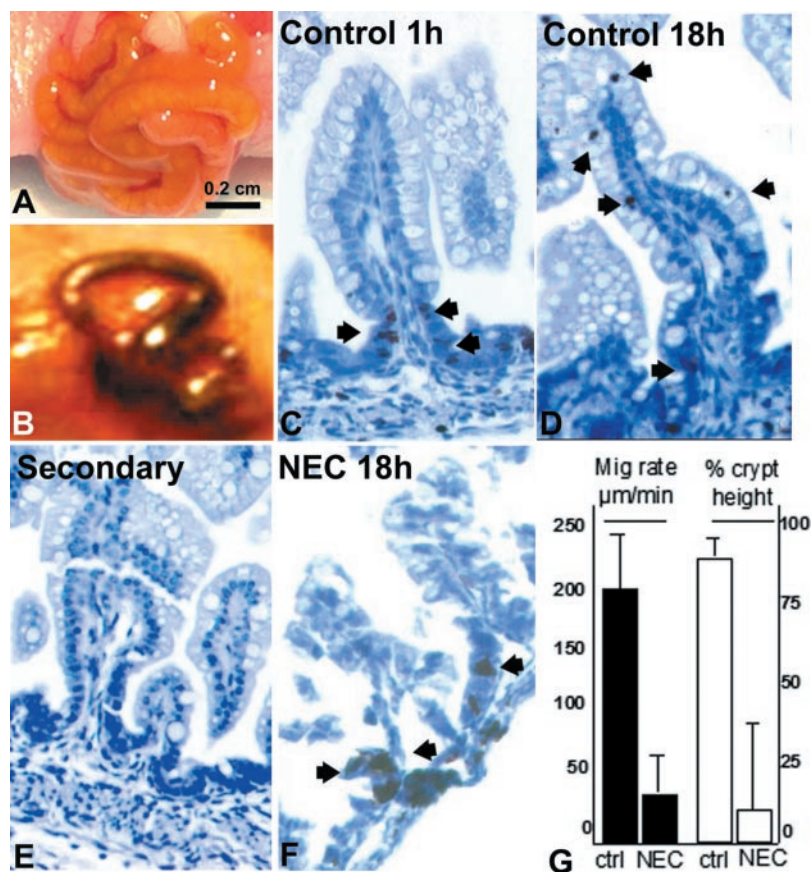 Control 1h
Control 18h
0.2 cm
A
B
C
D
Secondary
NEC 18h
Mig rate
µm/min
% crypt
height
250
200
150
100
50
0
100
75
50
25
0
E
F
G
ctrl NEC
ctrl NEC